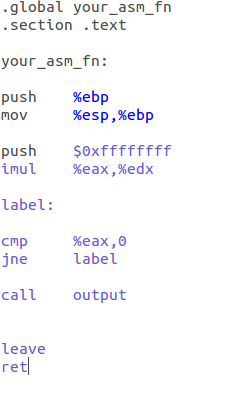 .global your_asm_fn
.section .text
your_asm_fn:
push %ebp
mov %esp,%ebp
push $0xffffffff
imul %eax,%edx
label:
cmp %eax,0
jne label
call output
leave
ret